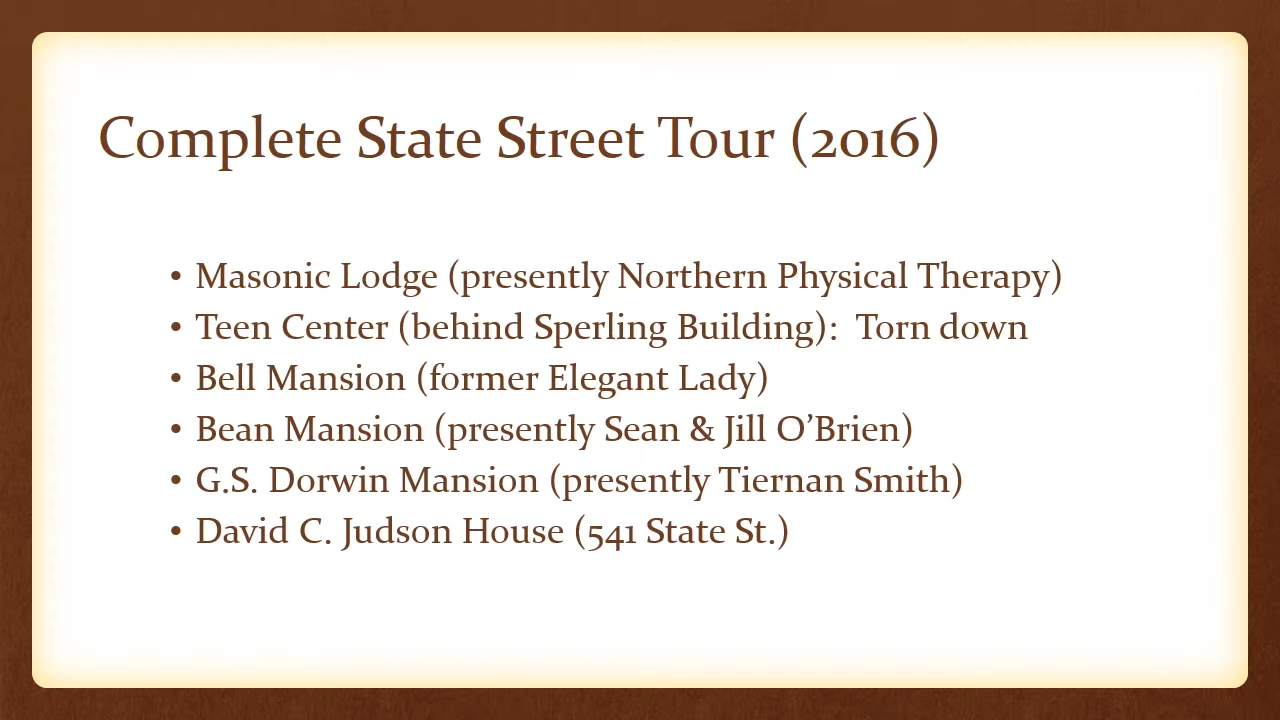 Complete State Street Tour (2016)
• Masonic Lodge (presently Northern Physical Therapy)
• Teen Center (behind Sperling Building):  Torn down
• Bell Mansion (former Elegant Lady)
• Bean Mansion (presently Sean & Jill O’Brien)
• G.S. Dorwin Mansion (presently Tiernan Smith)
• David C. Judson House (541 State St.)